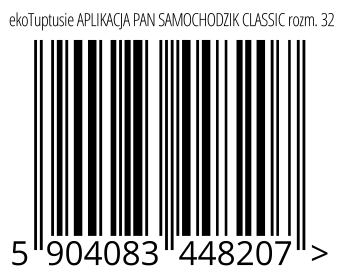 ekoTuptusie APLIKACJA PAN SAMOCHODZIK CLASSIC rozm. 32
5 904083 448207 >